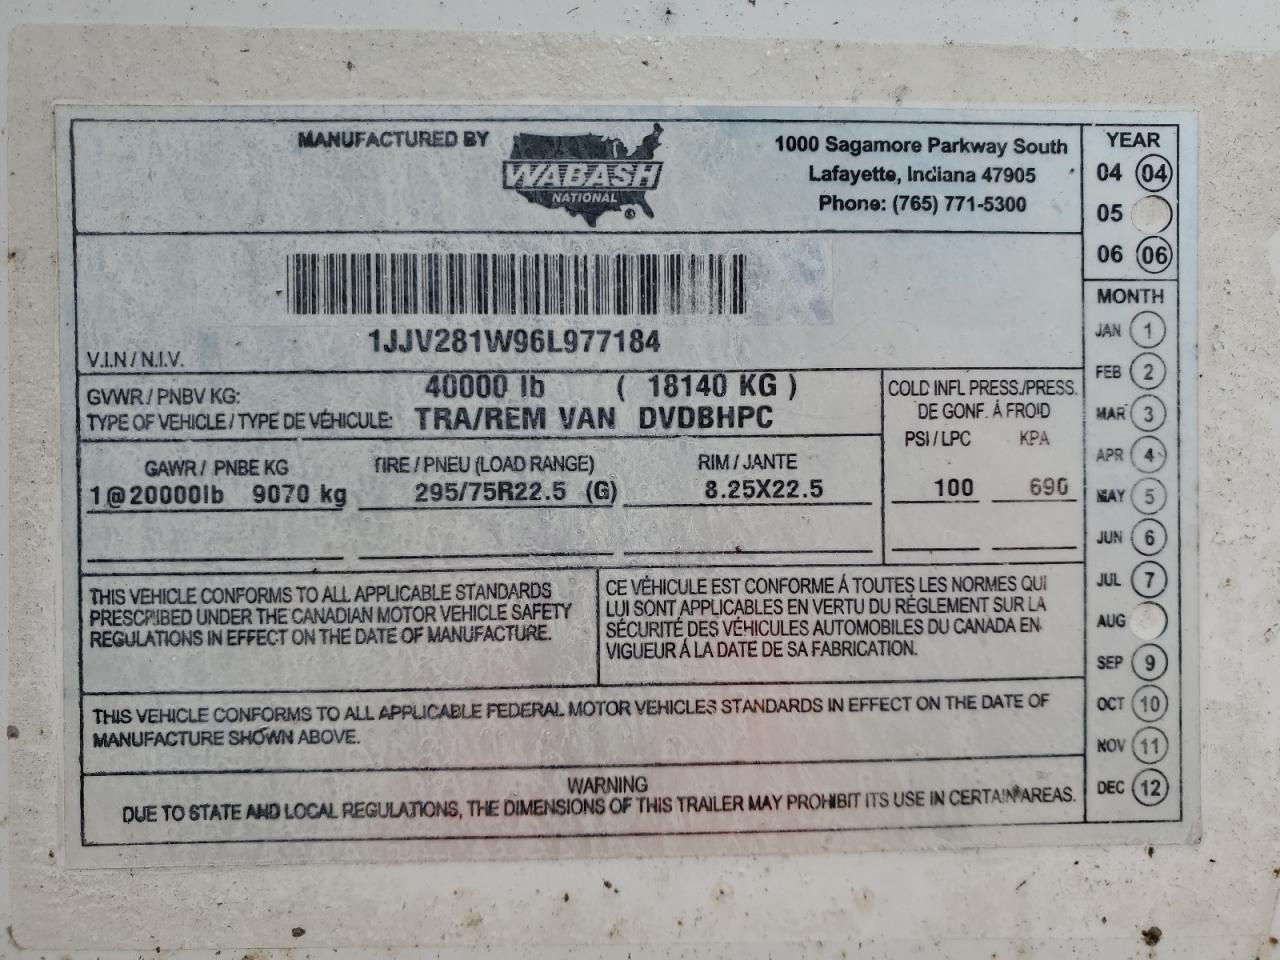 MANUFACTURED BY
WABASH
NATIONAL
®
1000 Sagamore Parkway South
Lafayette, Indiana 47905
Phone: (765) 771-5300
1JJV281W96L977184
V.I.N / N.I.V.
GVWR / PNBV KG: 40000 lb ( 18140 KG )
TYPE OF VEHICLE / TYPE DE VÉHICULE: TRA/REM VAN DVDBHPC
COLD INFL PRESS./PRESS.
DE GONF. Á FROID
PSI / LPC KPA
100 690
GAWR / PNBE KG TIRE / PNEU (LOAD RANGE) RIM / JANTE
1@20000lb 9070 kg 295/75R22.5 (G) 8.25X22.5
THIS VEHICLE CONFORMS TO ALL APPLICABLE STANDARDS
PRESCRIBED UNDER THE CANADIAN MOTOR VEHICLE SAFETY
REGULATIONS IN EFFECT ON THE DATE OF MANUFACTURE.
CE VÉHICULE EST CONFORME Á TOUTES LES NORMES QUI
LUI SONT APPLICABLES EN VERTU DU RÉGLEMENT SUR LA
SÉCURITÉ DES VÉHICULES AUTOMOBILES DU CANADA EN
VIGUEUR Á LA DATE DE SA FABRICATION.
THIS VEHICLE CONFORMS TO ALL APPLICABLE FEDERAL MOTOR VEHICLES STANDARDS IN EFFECT ON THE DATE OF
MANUFACTURE SHOWN ABOVE.
WARNING
DUE TO STATE AND LOCAL REGULATIONS, THE DIMENSIONS OF THIS TRAILER MAY PROHIBIT ITS USE IN CERTAIN AREAS.
YEAR
04 04
05
06 06
MONTH
JAN 1
FEB 2
MAR 3
APR 4
MAY 5
JUN 6
JUL 7
AUG
SEP 9
OCT 10
NOV 11
DEC 12